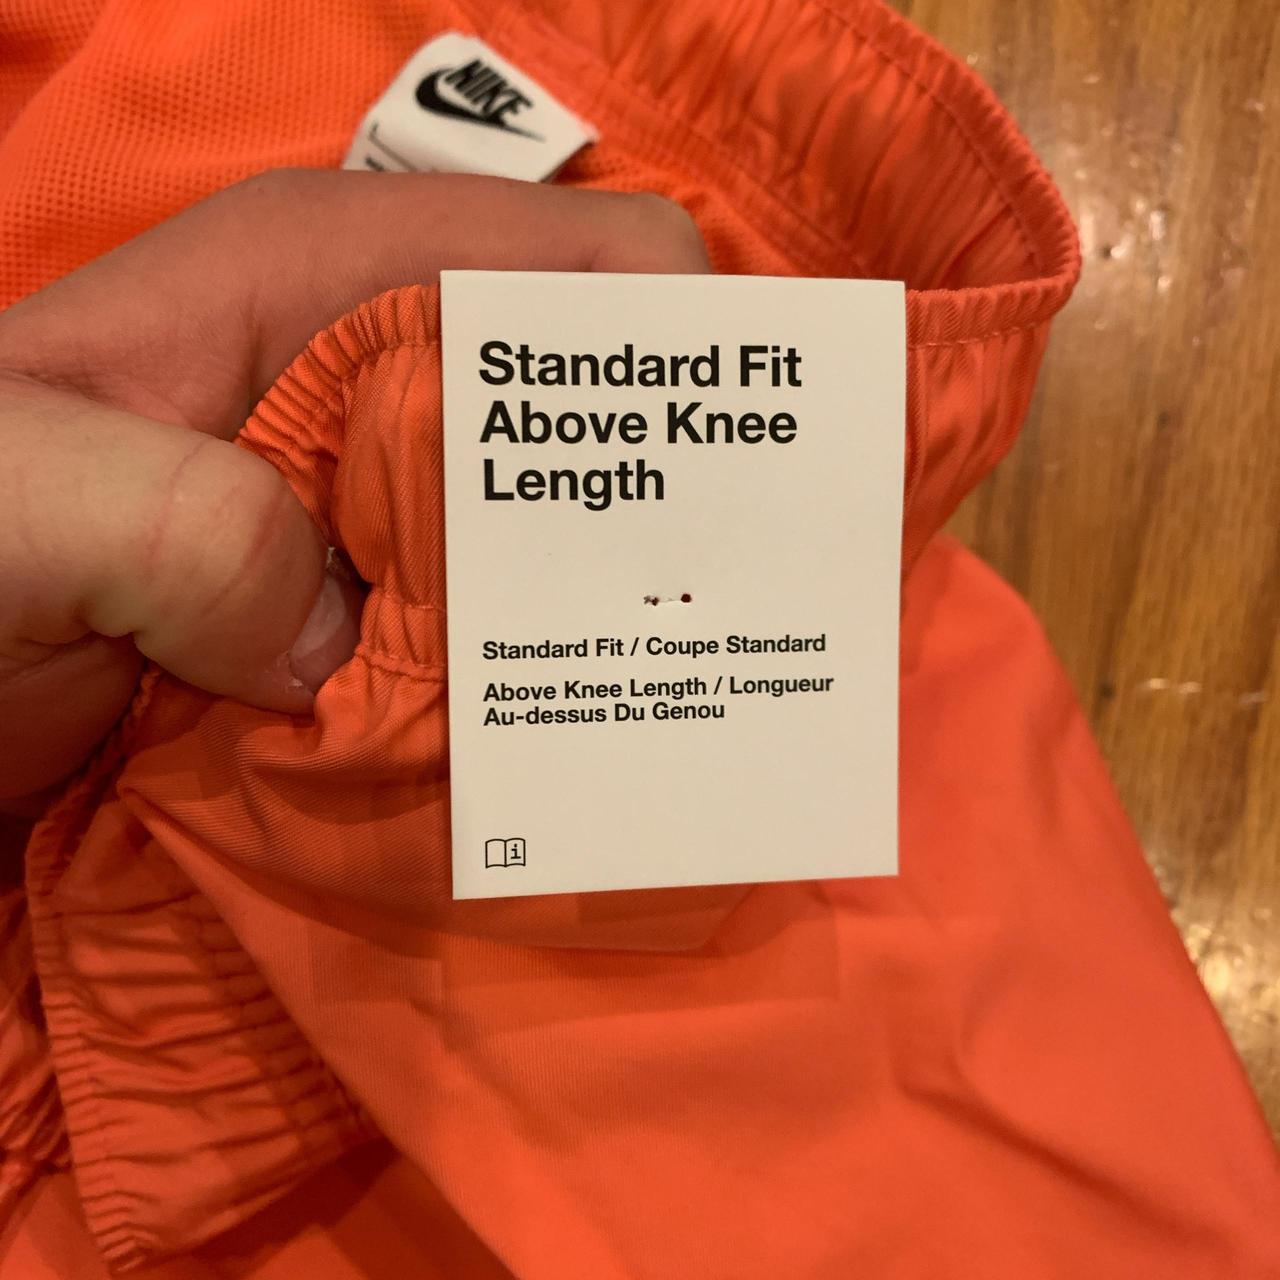 NIKE
L
Standard Fit
Above Knee
Length
Standard Fit / Coupe Standard
Above Knee Length / Longueur
Au-dessus Du Genou
i